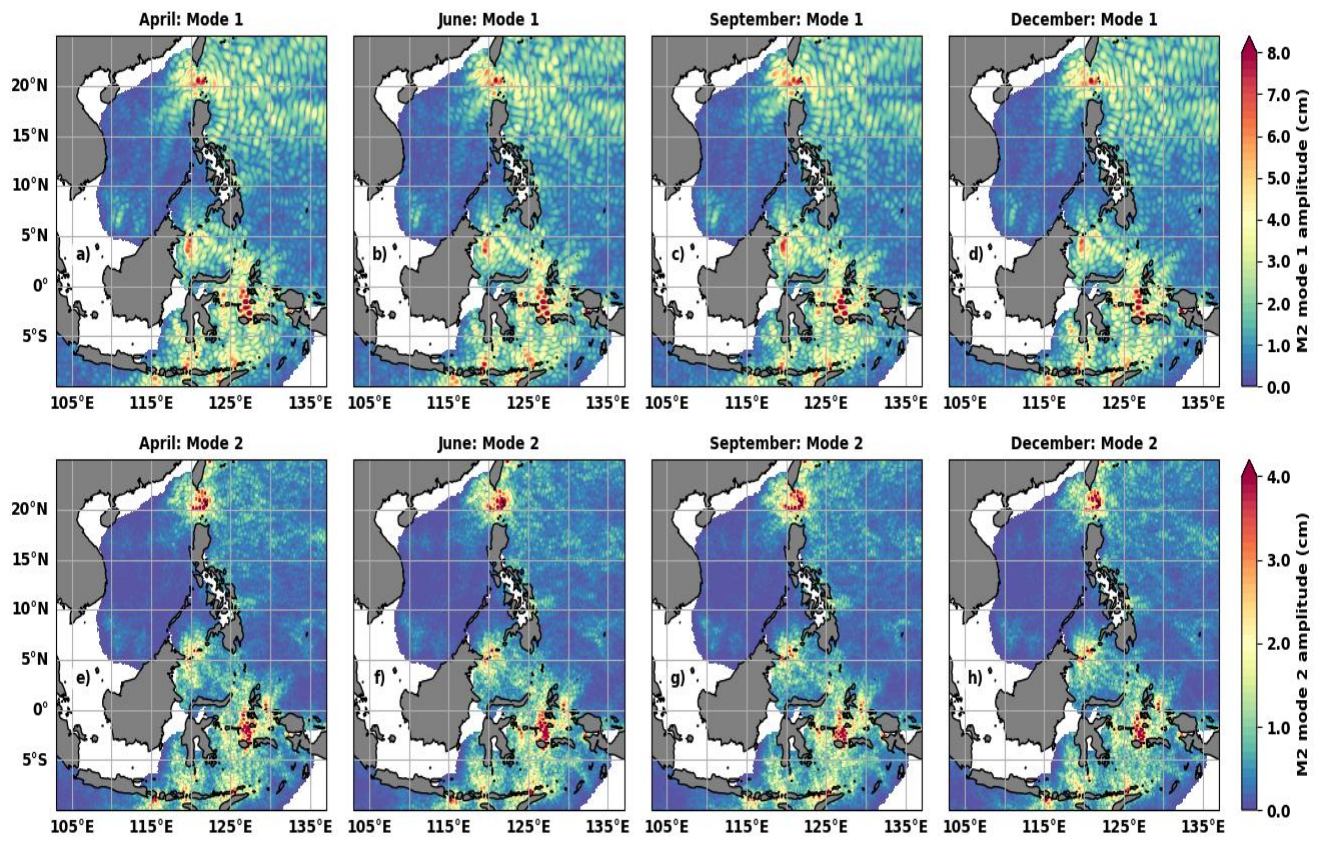 April: Mode 1
June: Mode 1
September: Mode 1
December: Mode 1
20°N
15°N
10°N
5°N
0°
5°S
a)
b)
c)
d)
105°E 115°E 125°E 135°E
105°E 115°E 125°E 135°E
105°E 115°E 125°E 135°E
105°E 115°E 125°E 135°E
8.0
7.0
6.0
5.0
4.0
3.0
2.0
1.0
0.0
M2 mode 1 amplitude (cm)
April: Mode 2
June: Mode 2
September: Mode 2
December: Mode 2
20°N
15°N
10°N
5°N
0°
5°S
e)
f)
g)
h)
105°E 115°E 125°E 135°E
105°E 115°E 125°E 135°E
105°E 115°E 125°E 135°E
105°E 115°E 125°E 135°E
4.0
3.0
2.0
1.0
0.0
M2 mode 2 amplitude (cm)